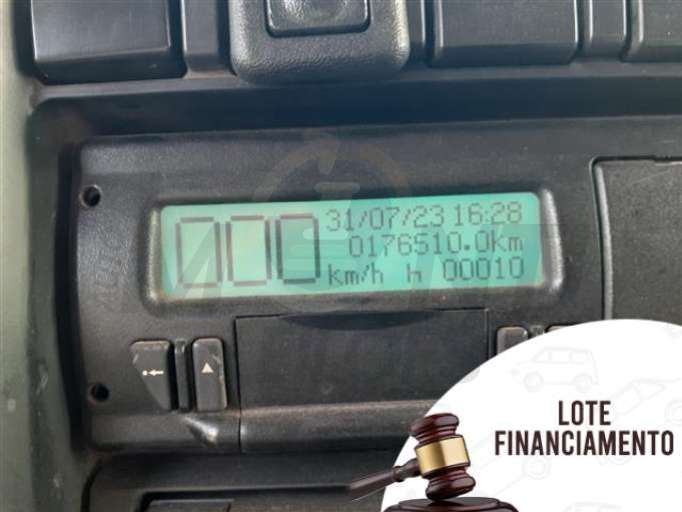 000
31/07/23 16:28
0176510.0km
km/h h 00010
LOTE
FINANCIAMENTO